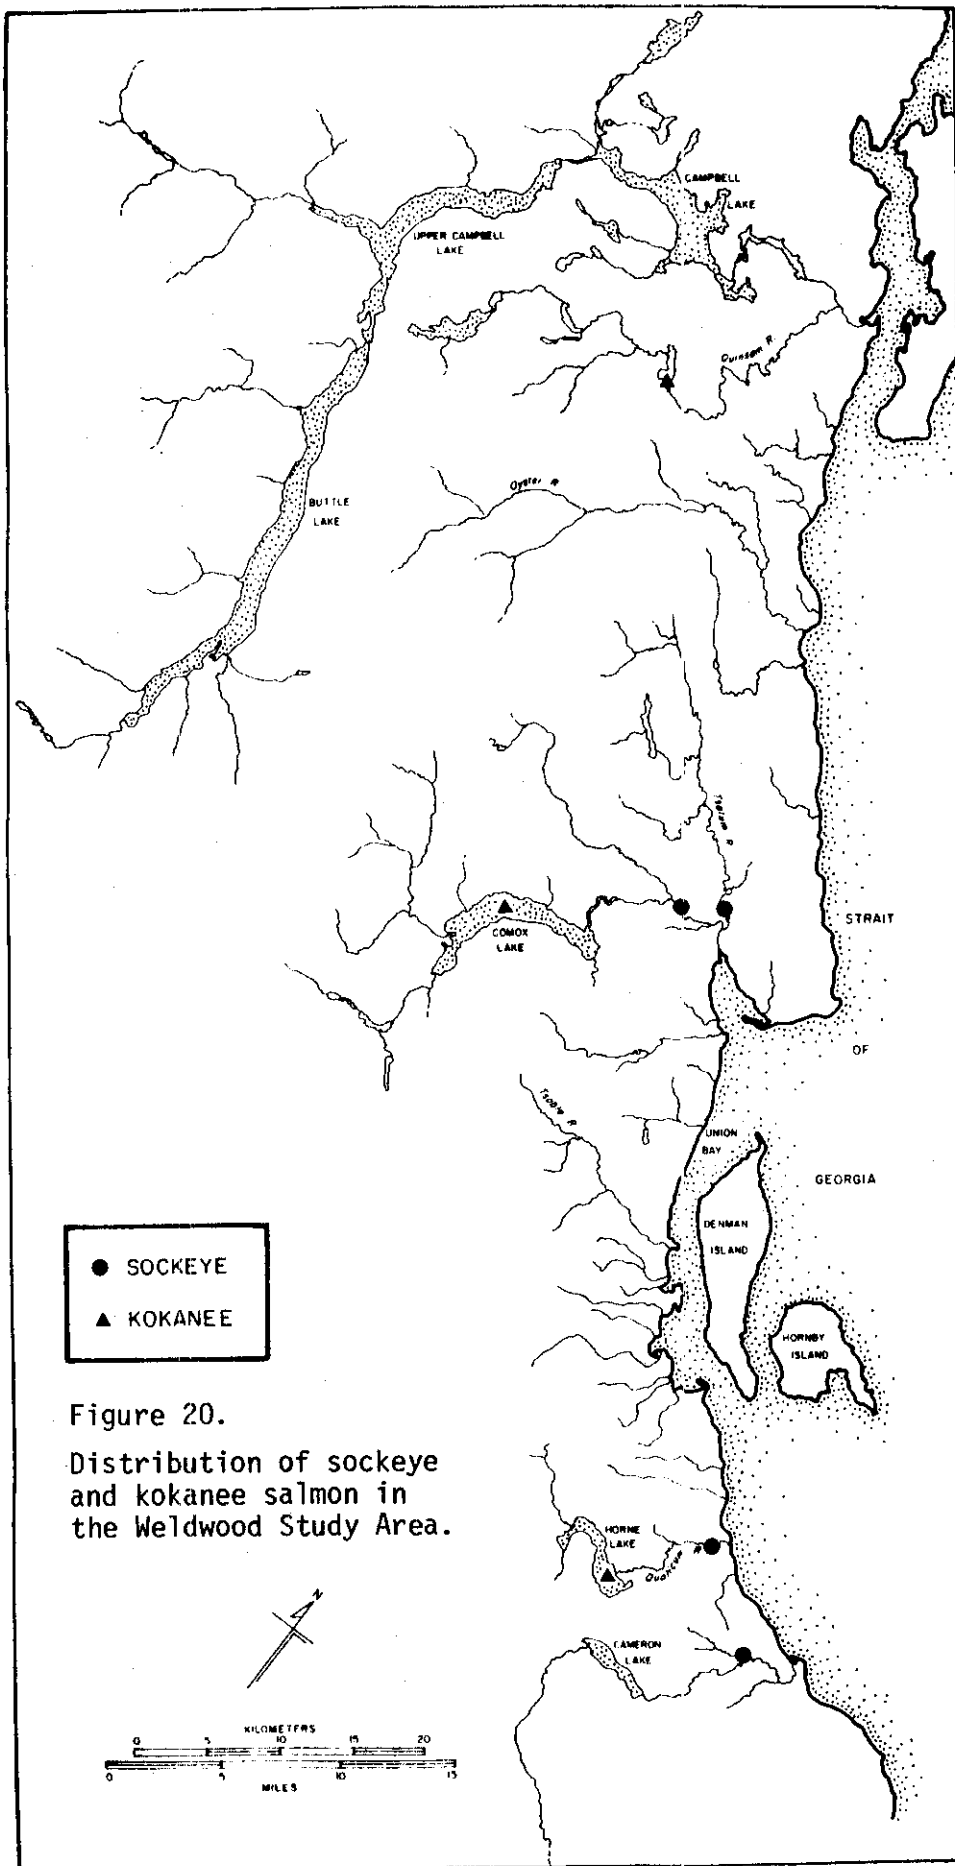 CAMPBELL
LAKE
UPPER CAMPBELL
LAKE
Quinsam R.
Oyster R
BUTTLE
LAKE
Tsolum R
COMOX
LAKE
STRAIT
OF
GEORGIA
Tsable R.
UNION
BAY
DENMAN
ISLAND
HORNBY
ISLAND
SOCKEYE
KOKANEE
Figure 20.
Distribution of sockeye
and kokanee salmon in
the Weldwood Study Area.
HORNE
LAKE
Qualicum R
CAMERON
LAKE
N
KILOMETERS
0 5 10 15 20
0 5 10 15
MILES